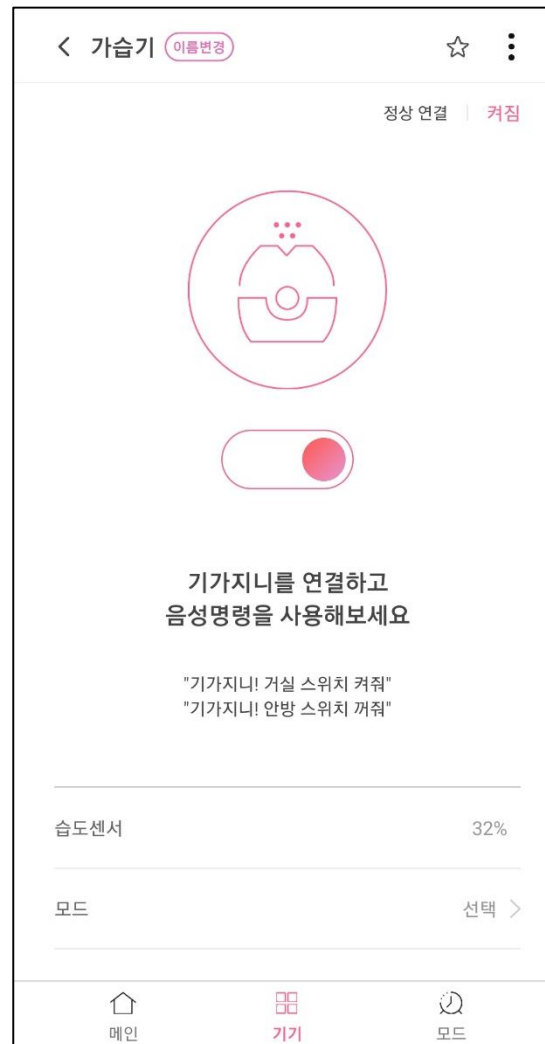 가습기 이름변경
정상 연결 켜짐
기가지니를 연결하고
음성명령을 사용해보세요
"기가지니! 거실 스위치 켜줘"
"기가지니! 안방 스위치 꺼줘"
습도센서 32%
모드 선택
메인 기기 모드